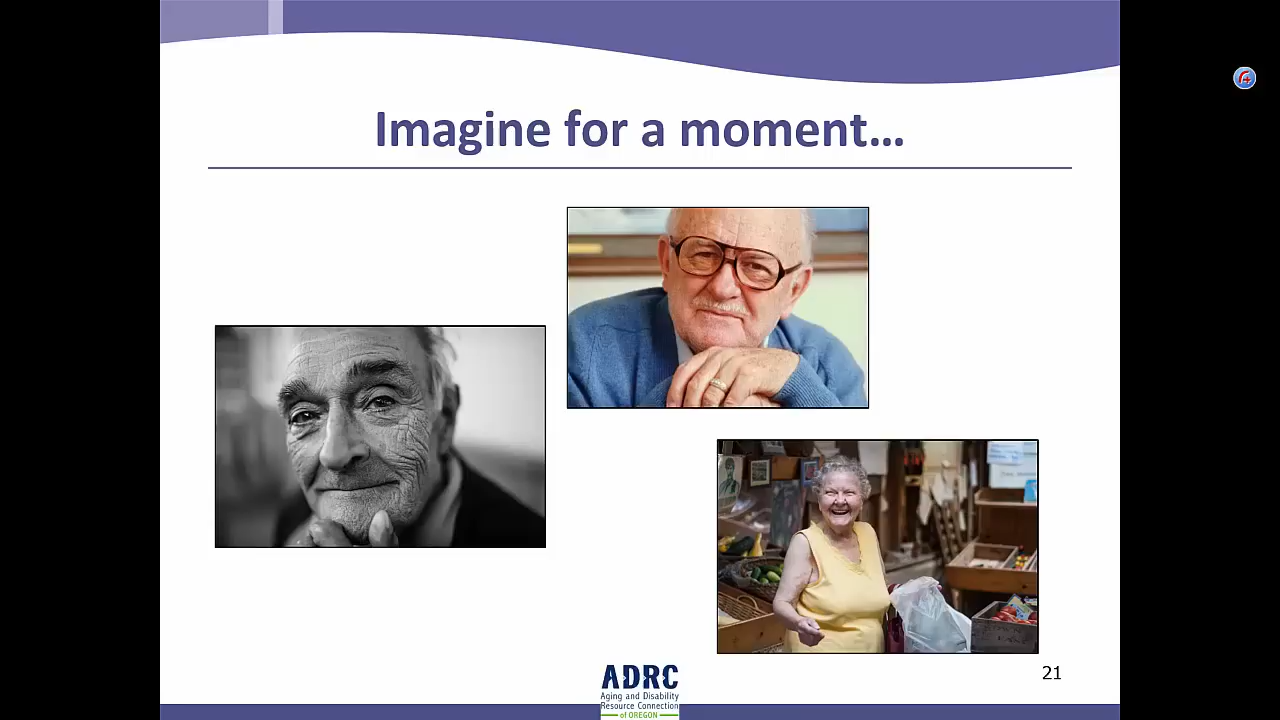 Imagine for a moment…
21
ADRC
Aging and Disability
Resource Connection
of OREGON